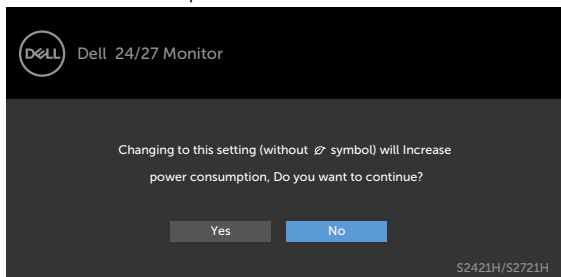 DELL
Dell 24/27 Monitor
Changing to this setting (without symbol) will Increase
power consumption, Do you want to continue?
Yes
No
S2421H/S2721H